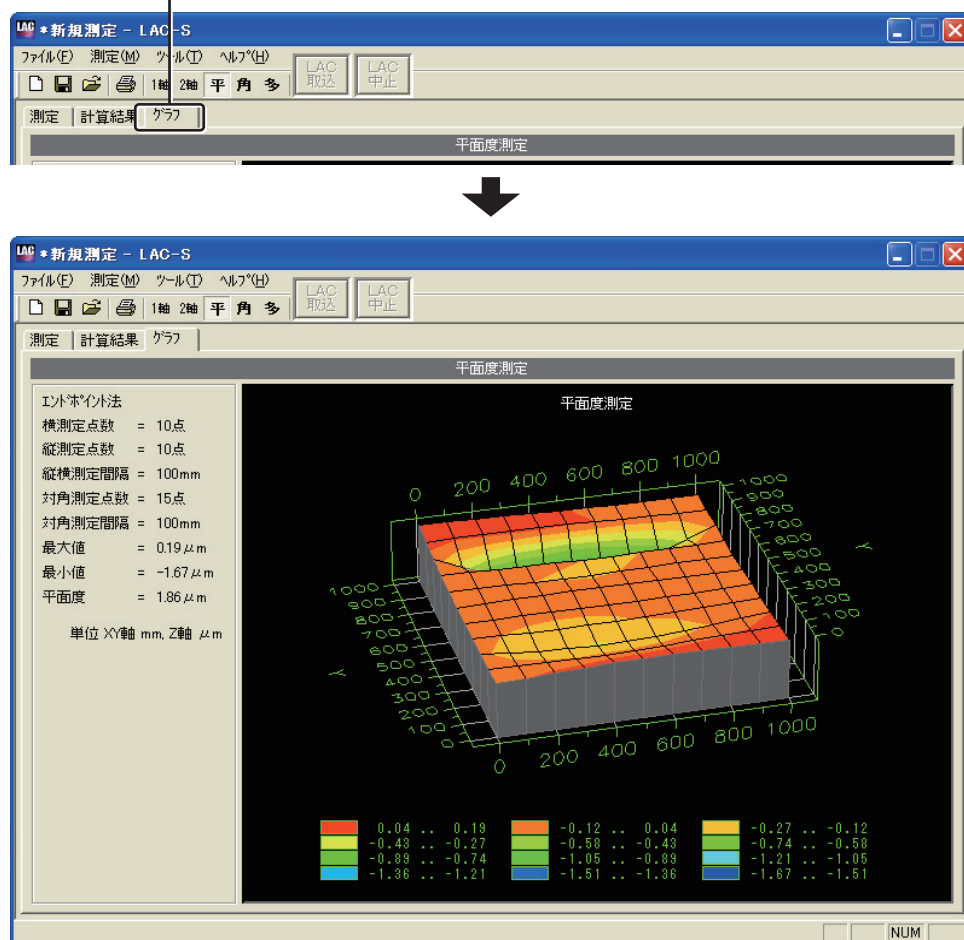 LAC *新規測定 - LAC-S
ファイル(F) 測定(M) ツール(T) ヘルプ(H)
1軸 2軸 平 角 多 LAC取込 LAC中止
測定 計算結果 グラフ
平面度測定
LAC *新規測定 - LAC-S
ファイル(F) 測定(M) ツール(T) ヘルプ(H)
1軸 2軸 平 角 多 LAC取込 LAC中止
測定 計算結果 グラフ
平面度測定
エンドポイント法
横測定点数 = 10点
縦測定点数 = 10点
縦横測定間隔 = 100mm
対角測定点数 = 15点
対角測定間隔 = 100mm
最大値 = 0.19μm
最小値 = -1.67μm
平面度 = 1.86μm
単位 XY軸 mm, Z軸 μm
平面度測定
0 200 400 600 800 1000
1000
900
800
700
600
500
400
300
200
100
0
Y
1000
900
800
700
600
500
400
300
200
100
0
Y
0 200 400 600 800 1000
0.04 .. 0.19 -0.12 .. 0.04 -0.27 .. -0.12
-0.43 .. -0.27 -0.58 .. -0.43 -0.74 .. -0.58
-0.89 .. -0.74 -1.05 .. -0.89 -1.21 .. -1.05
-1.36 .. -1.21 -1.51 .. -1.36 -1.67 .. -1.51
NUM